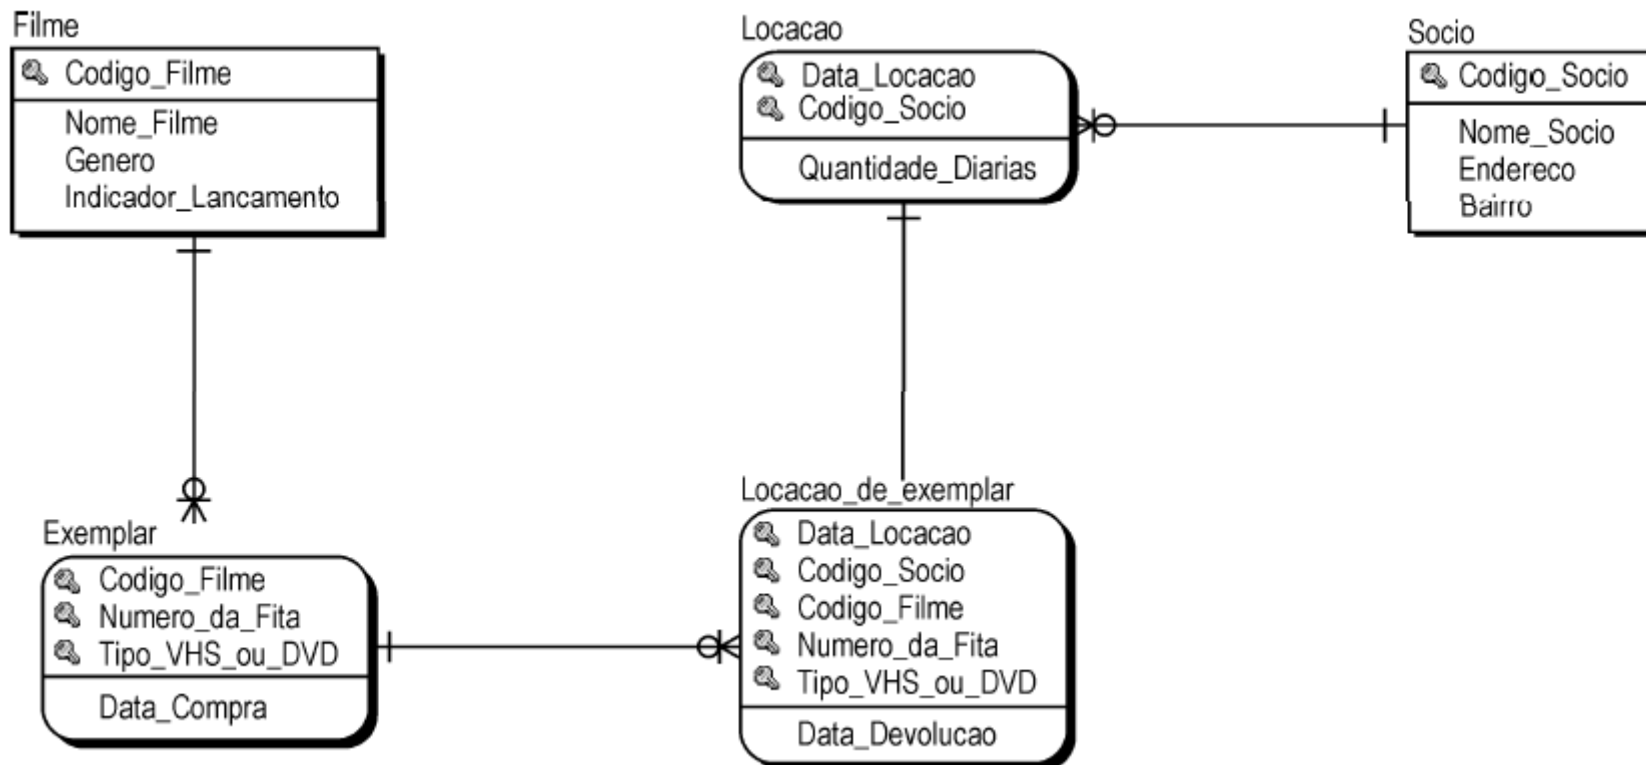 Filme
Codigo_Filme
Nome_Filme
Genero
Indicador_Lancamento
Locacao
Data_Locacao
Codigo_Socio
Quantidade_Diarias
Socio
Codigo_Socio
Nome_Socio
Endereco
Bairro
Exemplar
Codigo_Filme
Numero_da_Fita
Tipo_VHS_ou_DVD
Data_Compra
Locacao_de_exemplar
Data_Locacao
Codigo_Socio
Codigo_Filme
Numero_da_Fita
Tipo_VHS_ou_DVD
Data_Devolucao